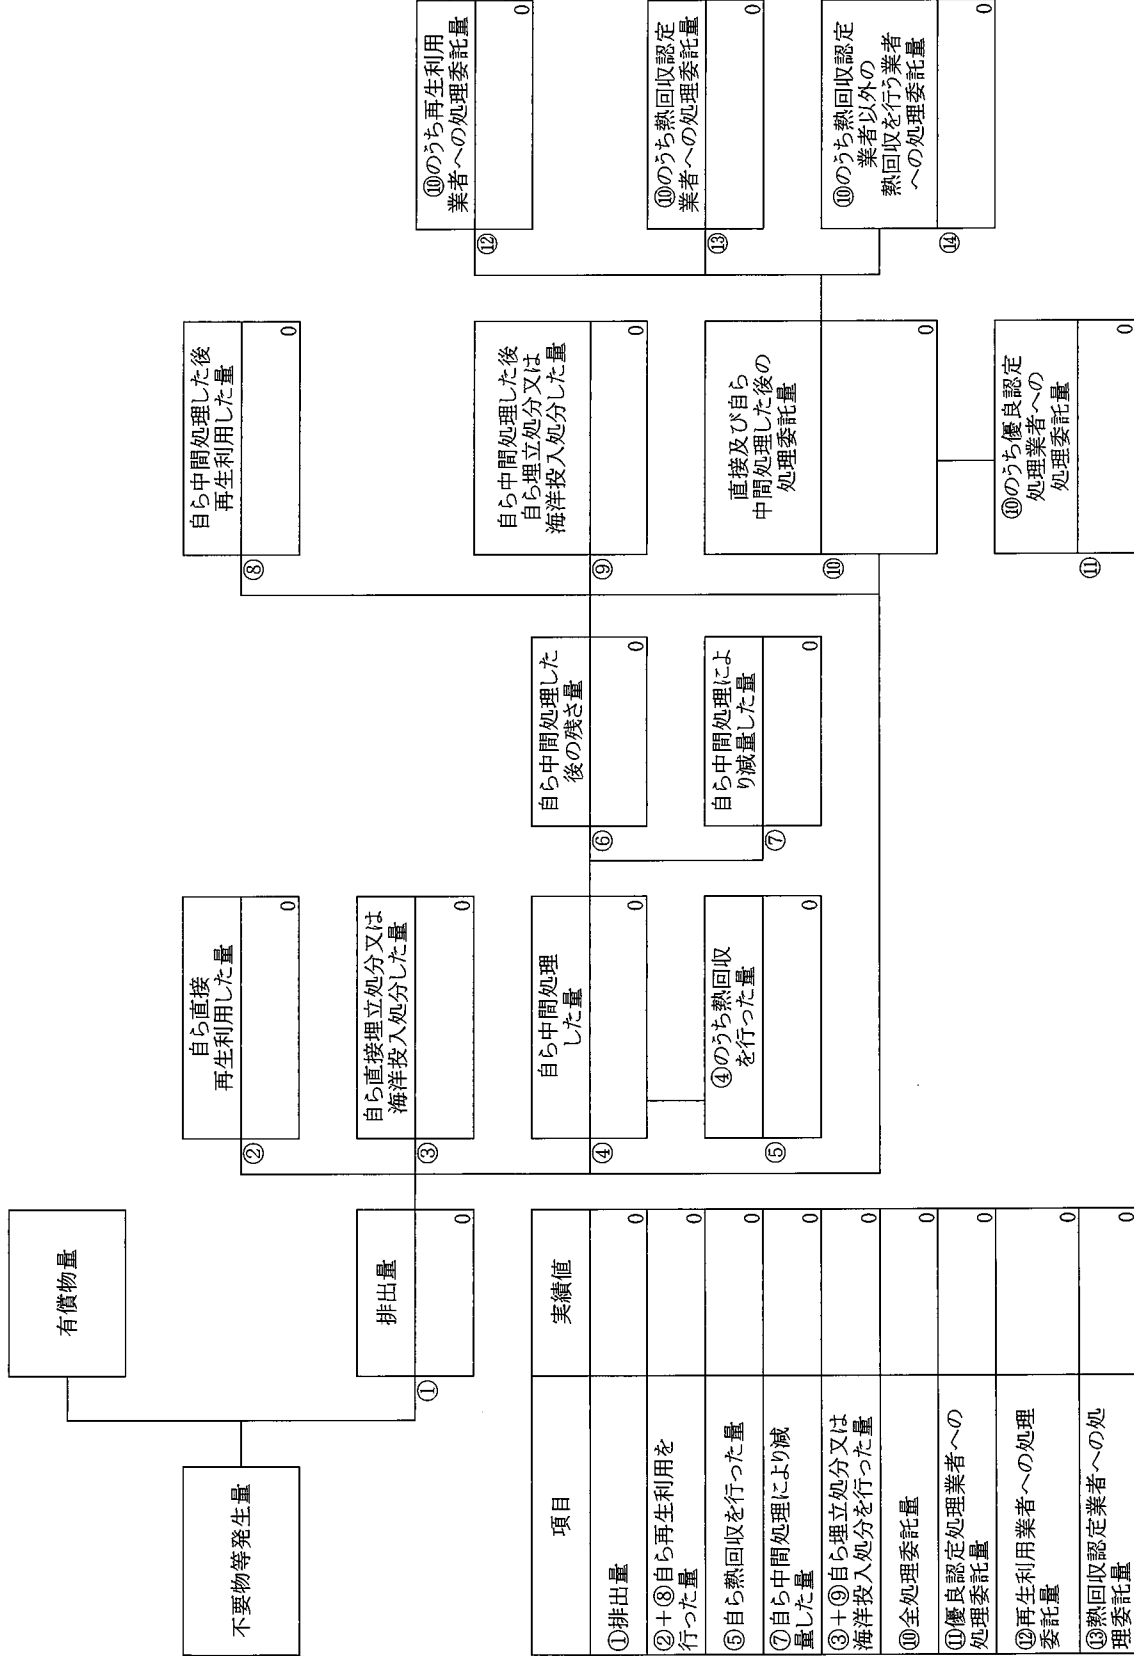 有償物量
不要物等発生量
排出量
0
①
自ら直接
再生利用した量
0
②
自ら直接埋立処分又は
海洋投入処分した量
0
③
自ら中間処理
した量
0
④
④のうち熱回収
を行った量
0
⑤
自ら中間処理した
後の残さ量
0
⑥
自ら中間処理によ
り減量した量
0
⑦
自ら中間処理した後
再生利用した量
0
⑧
自ら中間処理した後
自ら埋立処分又は
海洋投入処分した量
0
⑨
直接及び自ら
中間処理した後の
処理委託量
0
⑩
⑩のうち優良認定
処理業者への
処理委託量
0
⑪
⑩のうち再生利用
業者への処理委託量
0
⑫
⑩のうち熱回収認定
業者への処理委託量
0
⑬
⑩のうち熱回収認定
業者以外の
熱回収を行う業者
への処理委託量
0
⑭
項目 実績値
①排出量 0
②+⑧自ら再生利用を
行った量 0
⑤自ら熱回収を行った量 0
⑦自ら中間処理により減
量した量 0
③+⑨自ら埋立処分又は
海洋投入処分を行った量 0
⑩全処理委託量 0
⑪優良認定処理業者への
処理委託量 0
⑫再生利用業者への処理
委託量 0
⑬熱回収認定業者への処
理委託量 0